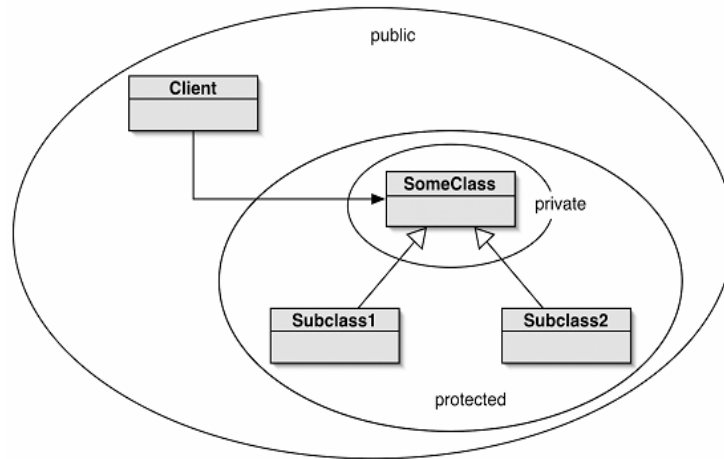 public
Client
SomeClass
private
Subclass1
Subclass2
protected